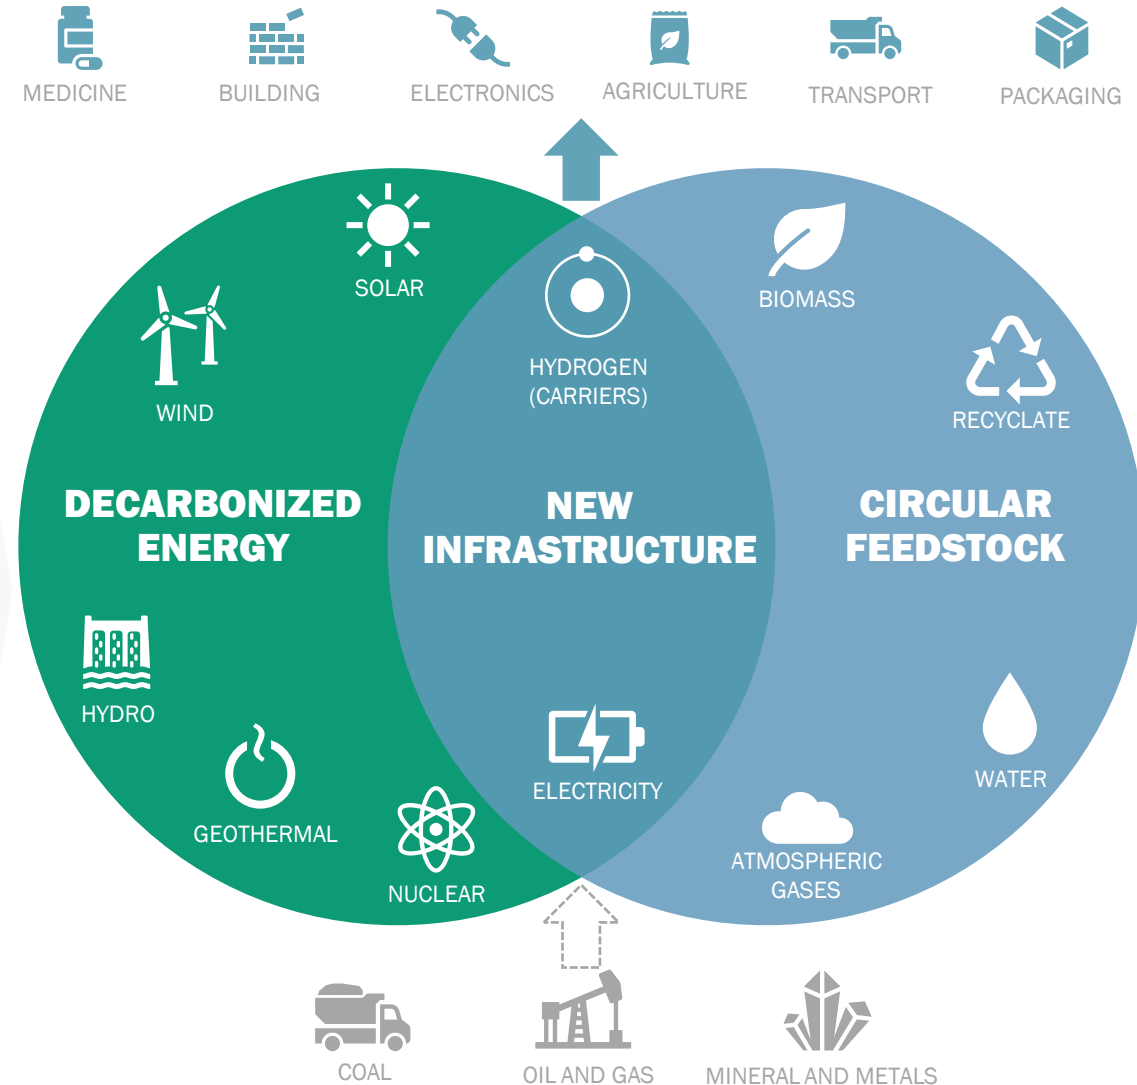 MEDICINE
BUILDING
ELECTRONICS
AGRICULTURE
TRANSPORT
PACKAGING
SOLAR
BIOMASS
HYDROGEN
(CARRIERS)
WIND
RECYCLATE
DECARBONIZED
ENERGY
NEW
INFRASTRUCTURE
CIRCULAR
FEEDSTOCK
HYDRO
WATER
ELECTRICITY
GEOTHERMAL
ATMOSPHERIC
GASES
NUCLEAR
COAL
OIL AND GAS
MINERAL AND METALS